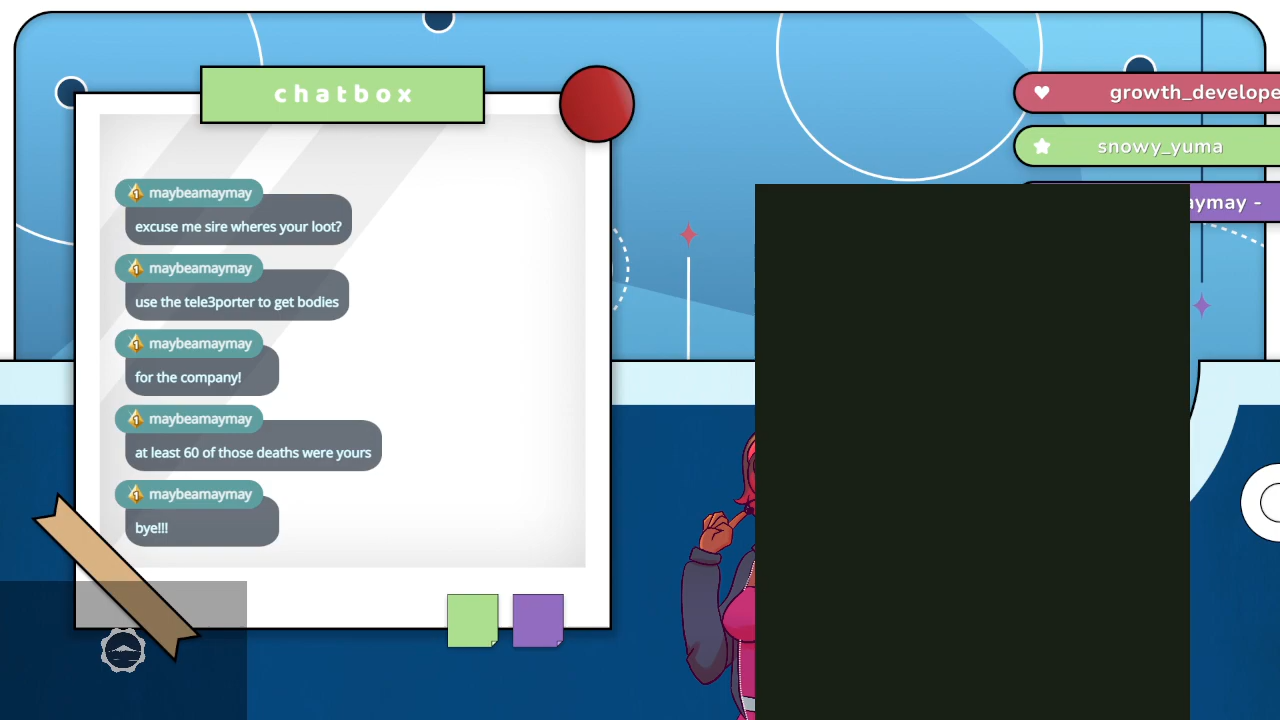 chatbox
maybeamaymay
excuse me sire wheres your loot?
maybeamaymay
use the tele3porter to get bodies
maybeamaymay
for the company!
maybeamaymay
at least 60 of those deaths were yours
maybeamaymay
bye!!!
growth_develope
snowy_yuma
aymay -